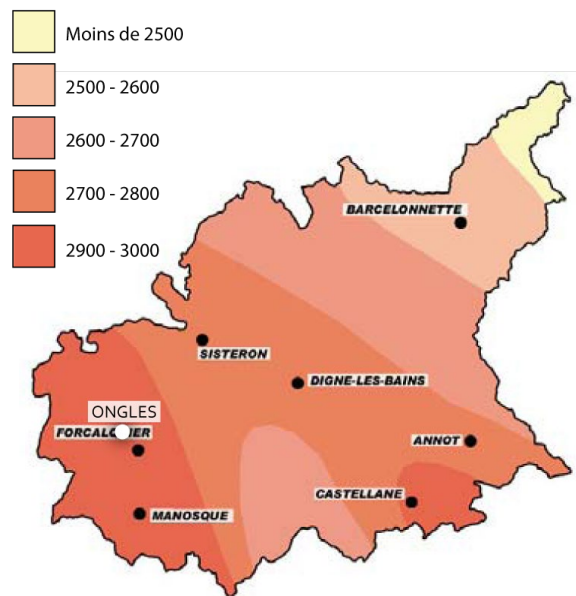 Moins de 2500
2500 - 2600
2600 - 2700
2700 - 2800
2900 - 3000
BARCELONNETTE
SISTERON
DIGNE-LES-BAINS
ONGLES
ANNOT
CASTELLANE
MANOSQUE